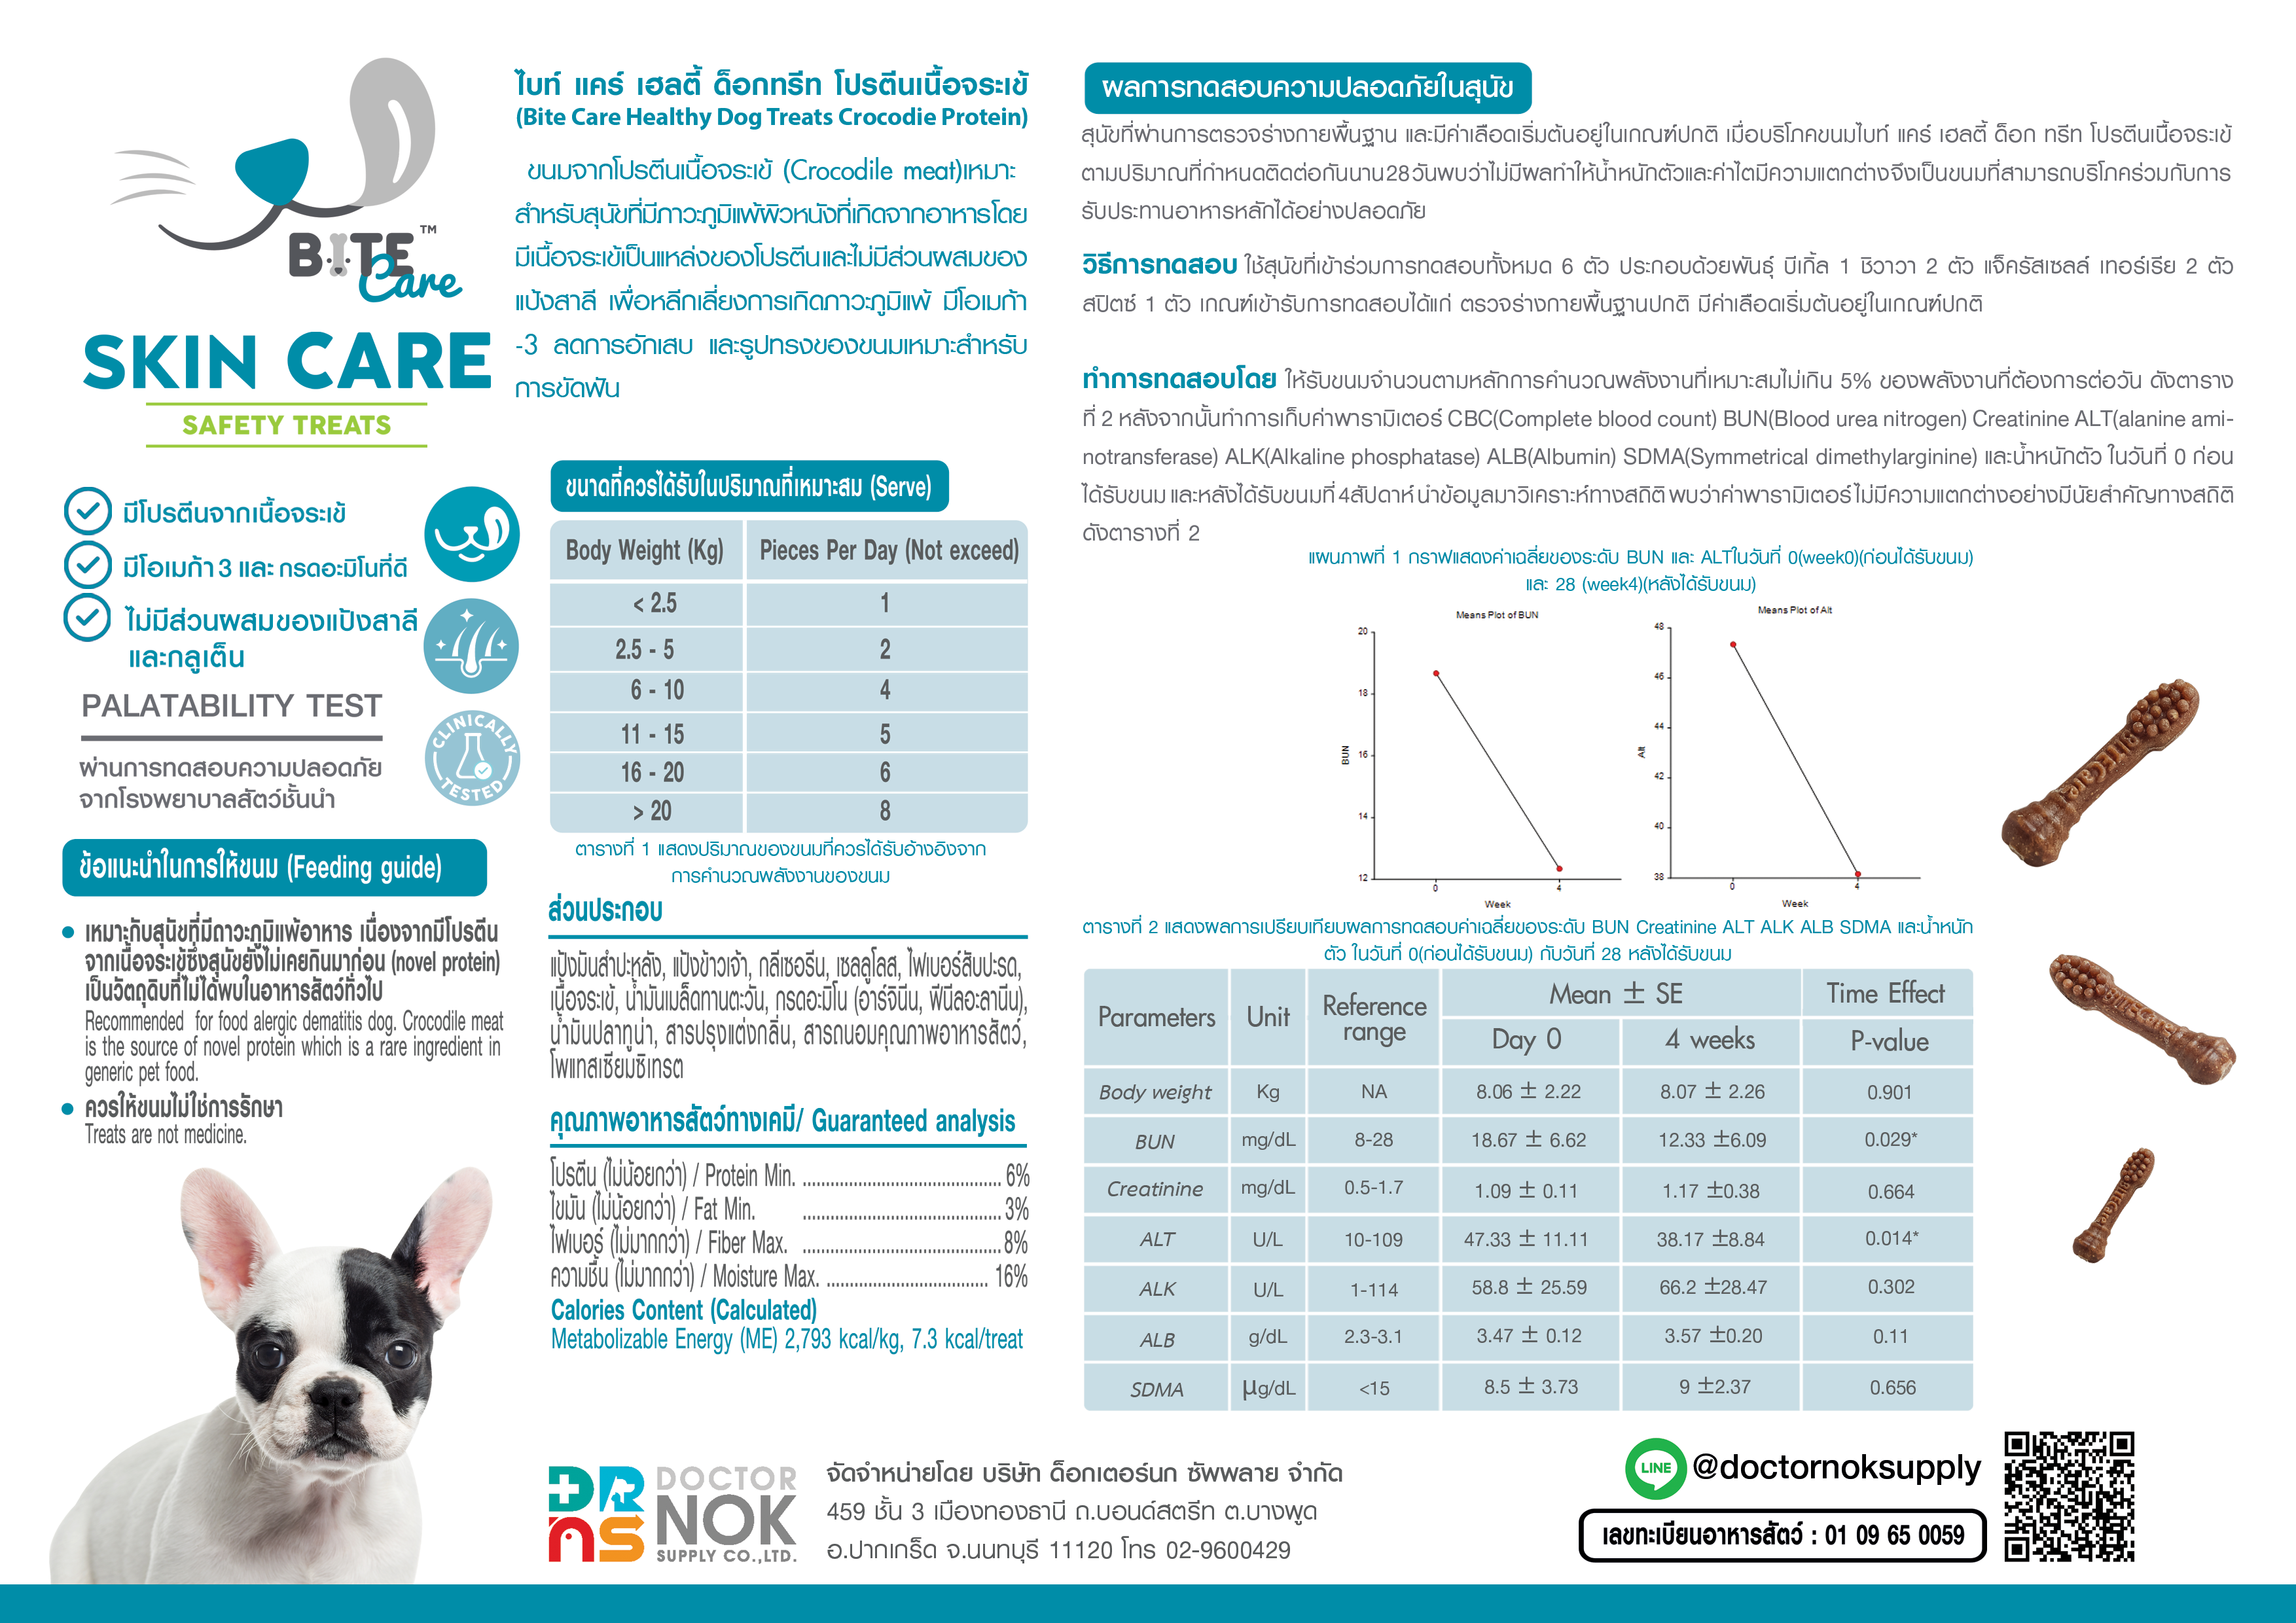 BITE™
Care
SKIN CARE
SAFETY TREATS
มีโปรตีนจากเนื้อจระเข้
มีโอเมก้า 3 และ กรดอะมิโนที่ดี
ไม่มีส่วนผสมของแป้งสาลี
และกลูเต็น
CLINICALLY TESTED
PALATABILITY TEST
ผ่านการทดสอบความปลอดภัย
จากโรงพยาบาลสัตว์ชั้นนำ
ข้อแนะนำในการให้ขนม (Feeding guide)
เหมาะกับสุนัขที่มีภาวะภูมิแพ้อาหาร เนื่องจากมีโปรตีน
จากเนื้อจระเข้ซึ่งสุนัขยังไม่เคยกินมาก่อน (novel protein)
เป็นวัตถุดิบที่ไม่ได้พบในอาหารสัตว์ทั่วไป
Recommended for food alergic dematitis dog. Crocodile meat
is the source of novel protein which is a rare ingredient in
generic pet food.
ควรให้ขนมไม่ใช่การรักษา
Treats are not medicine.
ไบท์ แคร์ เฮลตี้ ด็อกทรีท โปรตีนเนื้อจระเข้
(Bite Care Healthy Dog Treats Crocodie Protein)
ขนมจากโปรตีนเนื้อจระเข้ (Crocodile meat)เหมาะ
สำหรับสุนัขที่มีภาวะภูมิแพ้ผิวหนังที่เกิดจากอาหารโดย
มีเนื้อจระเข้เป็นแหล่งของโปรตีนและไม่มีส่วนผสมของ
แป้งสาลี เพื่อหลีกเลี่ยงการเกิดภาวะภูมิแพ้ มีโอเมก้า
-3 ลดการอักเสบ และรูปทรงของขนมเหมาะสำหรับ
การขัดฟัน
ขนาดที่ควรได้รับในปริมาณที่เหมาะสม (Serve)
Body Weight (Kg) Pieces Per Day (Not exceed)
< 2.5 1
2.5 - 5 2
6 - 10 4
11 - 15 5
16 - 20 6
> 20 8
ตารางที่ 1 แสดงปริมาณของขนมที่ควรได้รับอ้างอิงจาก
การคำนวณพลังงานของขนม
ส่วนประกอบ
แป้งมันสำปะหลัง, แป้งข้าวเจ้า, กลีเซอรีน, เซลลูโลส, ไฟเบอร์สับปะรด,
เนื้อจระเข้, น้ำมันเมล็ดทานตะวัน, กรดอะมิโน (อาร์จินีน, ฟีนิลอะลานีน),
น้ำมันปลาทูน่า, สารปรุงแต่งกลิ่น, สารถนอมคุณภาพอาหารสัตว์,
โพแทสเซียมซิเทรต
คุณภาพอาหารสัตว์ทางเคมี/ Guaranteed analysis
โปรตีน (ไม่น้อยกว่า) / Protein Min. .......................................... 6%
ไขมัน (ไม่น้อยกว่า) / Fat Min. .......................................... 3%
ไฟเบอร์ (ไม่มากกว่า) / Fiber Max. .......................................... 8%
ความชื้น (ไม่มากกว่า) / Moisture Max. .................................. 16%
Calories Content (Calculated)
Metabolizable Energy (ME) 2,793 kcal/kg, 7.3 kcal/treat
ผลการทดสอบความปลอดภัยในสุนัข
สุนัขที่ผ่านการตรวจร่างกายพื้นฐาน และมีค่าเลือดเริ่มต้นอยู่ในเกณฑ์ปกติ เมื่อบริโภคขนมไบท์ แคร์ เฮลตี้ ด็อก ทรีท โปรตีนเนื้อจระเข้
ตามปริมาณที่กำหนดติดต่อกันนาน28วันพบว่าไม่มีผลทำให้น้ำหนักตัวและค่าไตมีความแตกต่างจึงเป็นขนมที่สามารถบริโภคร่วมกับการ
รับประทานอาหารหลักได้อย่างปลอดภัย
วิธีการทดสอบ ใช้สุนัขที่เข้าร่วมการทดสอบทั้งหมด 6 ตัว ประกอบด้วยพันธุ์ บีเกิ้ล 1 ชิวาวา 2 ตัว แจ็ครัสเซลล์ เทอร์เรีย 2 ตัว
สปิตซ์ 1 ตัว เกณฑ์เข้ารับการทดสอบได้แก่ ตรวจร่างกายพื้นฐานปกติ มีค่าเลือดเริ่มต้นอยู่ในเกณฑ์ปกติ
ทำการทดสอบโดย ให้รับขนมจำนวนตามหลักการคำนวณพลังงานที่เหมาะสมไม่เกิน 5% ของพลังงานที่ต้องการต่อวัน ดังตาราง
ที่ 2 หลังจากนั้นทำการเก็บค่าพารามิเตอร์ CBC(Complete blood count) BUN(Blood urea nitrogen) Creatinine ALT(alanine ami-
notransferase) ALK(Alkaline phosphatase) ALB(Albumin) SDMA(Symmetrical dimethylarginine) และน้ำหนักตัว ในวันที่ 0 ก่อน
ได้รับขนม และหลังได้รับขนมที่ 4สัปดาห์ นำข้อมูลมาวิเคราะห์ทางสถิติ พบว่าค่าพารามิเตอร์ ไม่มีความแตกต่างอย่างมีนัยสำคัญทางสถิติ
ดังตารางที่ 2
แผนภาพที่ 1 กราฟแสดงค่าเฉลี่ยของระดับ BUN และ ALTในวันที่ 0(week0)(ก่อนได้รับขนม)
และ 28 (week4)(หลังได้รับขนม)
Means Plot of BUN
20
18
16
14
12
BUN
0 4
Week
Means Plot of Alt
48
46
44
42
40
38
Alt
0 4
Week
ตารางที่ 2 แสดงผลการเปรียบเทียบผลการทดสอบค่าเฉลี่ยของระดับ BUN Creatinine ALT ALK ALB SDMA และน้ำหนัก
ตัว ในวันที่ 0(ก่อนได้รับขนม) กับวันที่ 28 หลังได้รับขนม
Parameters Unit Reference range Mean ± SE Time Effect
Day 0 4 weeks P-value
Body weight Kg NA 8.06 ± 2.22 8.07 ± 2.26 0.901
BUN mg/dL 8-28 18.67 ± 6.62 12.33 ±6.09 0.029*
Creatinine mg/dL 0.5-1.7 1.09 ± 0.11 1.17 ±0.38 0.664
ALT U/L 10-109 47.33 ± 11.11 38.17 ±8.84 0.014*
ALK U/L 1-114 58.8 ± 25.59 66.2 ±28.47 0.302
ALB g/dL 2.3-3.1 3.47 ± 0.12 3.57 ±0.20 0.11
SDMA µg/dL <15 8.5 ± 3.73 9 ±2.37 0.656
BITE Care
BITE Care
BITE Care
DRnS
DOCTOR
NOK
SUPPLY CO.,LTD.
จัดจำหน่ายโดย บริษัท ด็อกเตอร์นก ซัพพลาย จำกัด
459 ชั้น 3 เมืองทองธานี ถ.บอนด์สตรีท ต.บางพูด
อ.ปากเกร็ด จ.นนทบุรี 11120 โทร 02-9600429
LINE @doctornoksupply
เลขทะเบียนอาหารสัตว์ : 01 09 65 0059